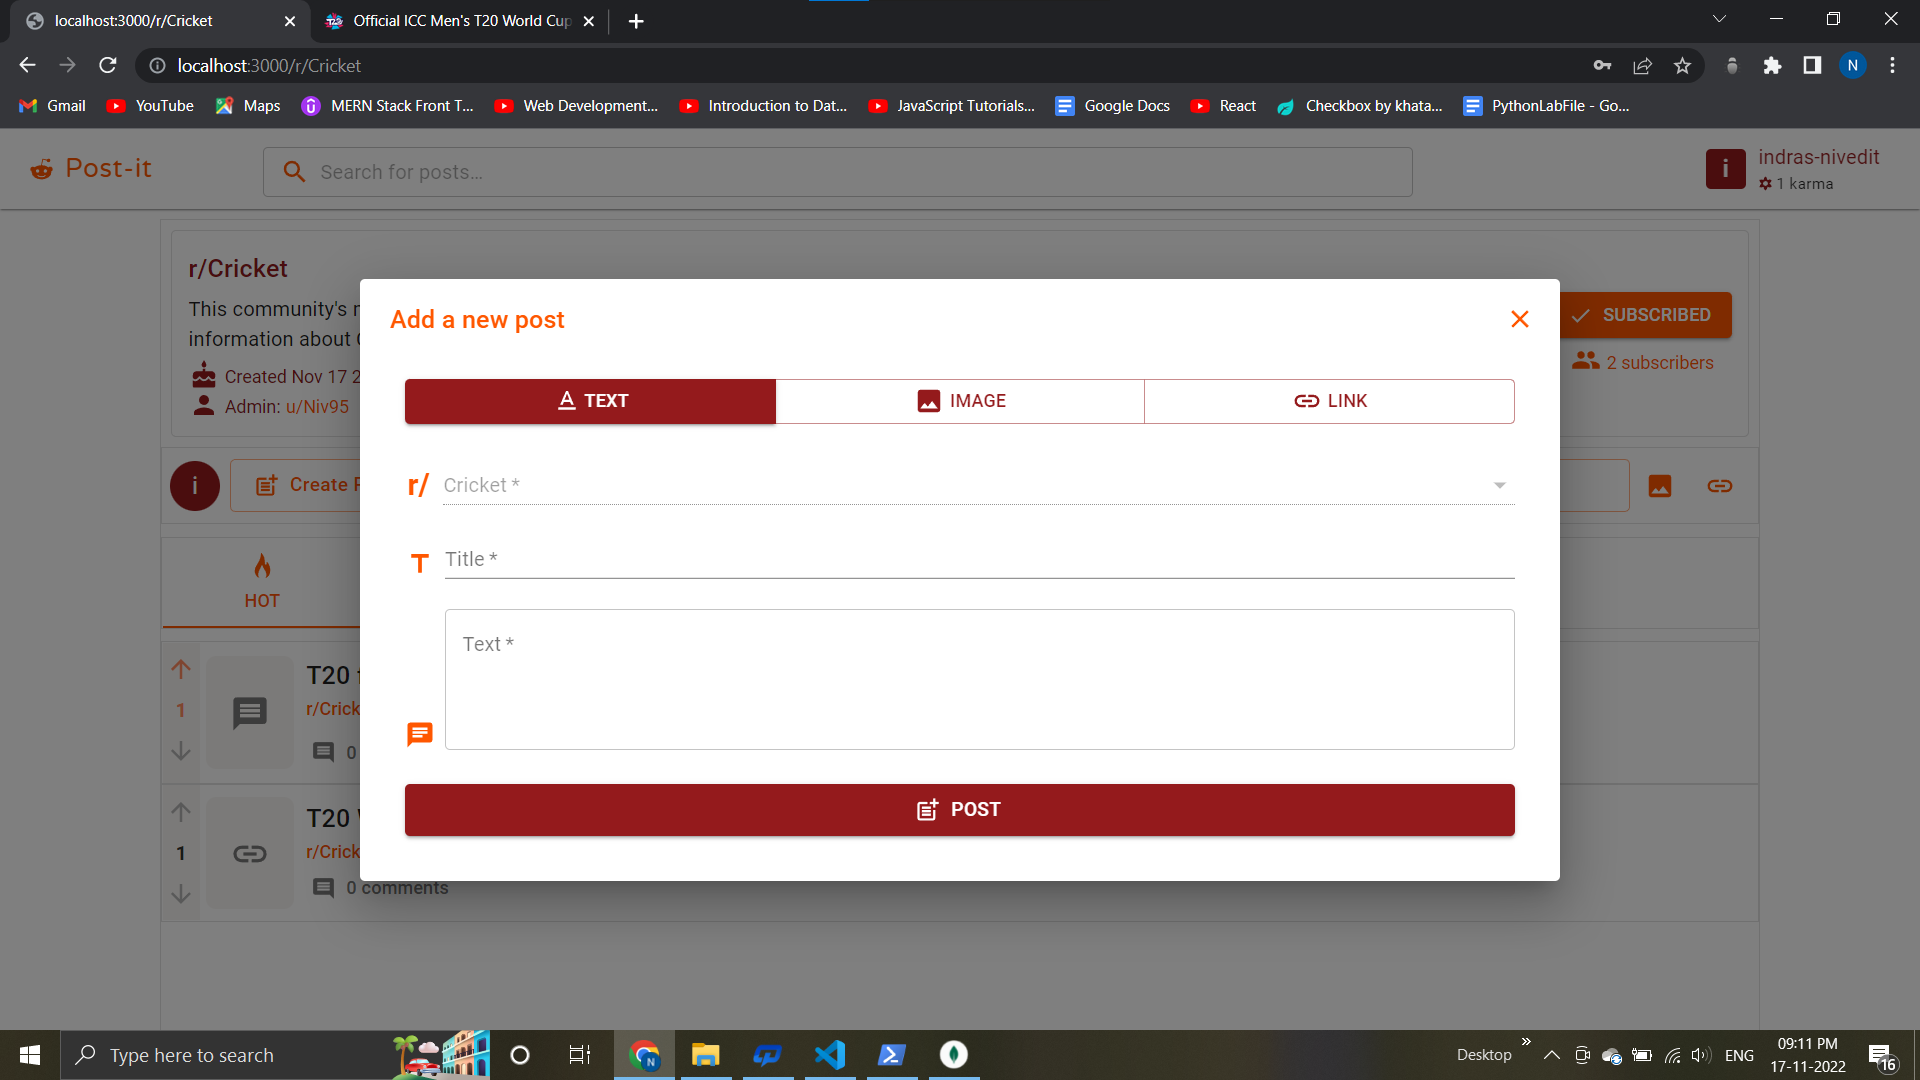 localhost:3000/r/Cricket
Official ICC Men's T20 World Cup
localhost:3000/r/Cricket
N
Gmail
YouTube
Maps
MERN Stack Front T...
Web Development...
Introduction to Dat...
JavaScript Tutorials...
Google Docs
React
Checkbox by khata...
PythonLabFile - Go...
Post-it
Search for posts…
i
indras-nivedit
1 karma
r/Cricket
This community's
information about
Created Nov 17 2
Admin: u/Niv95
SUBSCRIBED
2 subscribers
Add a new post
TEXT
IMAGE
LINK
r/ Cricket *
Title *
Text *
POST
i
Create
HOT
1
T20
r/Crick
0
1
T20
r/Crick
0 comments
Type here to search
Desktop
ENG
09:11 PM
17-11-2022
16